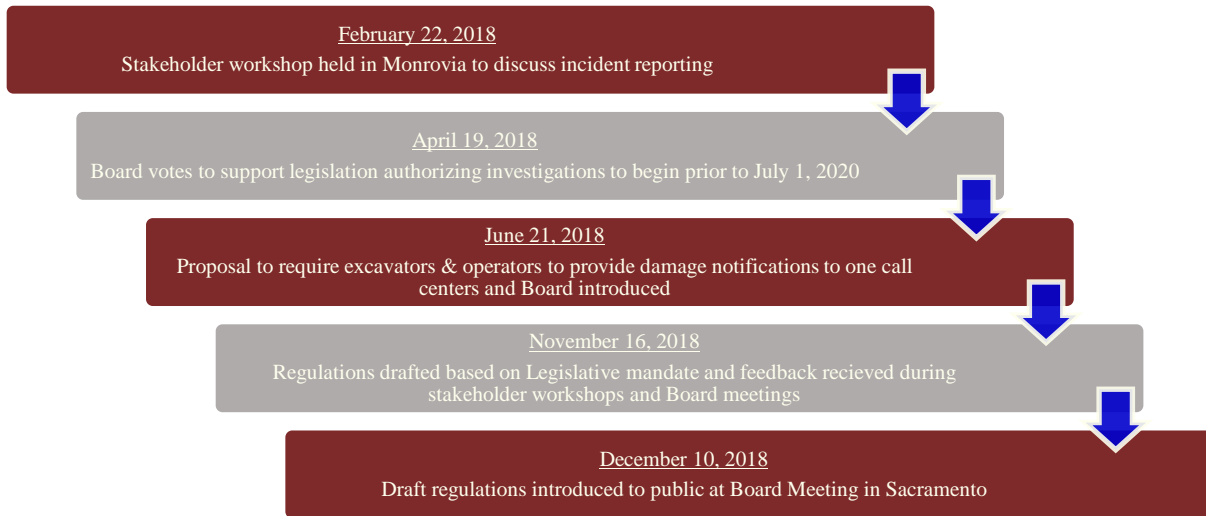 February 22, 2018
Stakeholder workshop held in Monrovia to discuss incident reporting
April 19, 2018
Board votes to support legislation authorizing investigations to begin prior to July 1, 2020
June 21, 2018
Proposal to require excavators & operators to provide damage notifications to one call
centers and Board introduced
November 16, 2018
Regulations drafted based on Legislative mandate and feedback recieved during
stakeholder workshops and Board meetings
December 10, 2018
Draft regulations introduced to public at Board Meeting in Sacramento